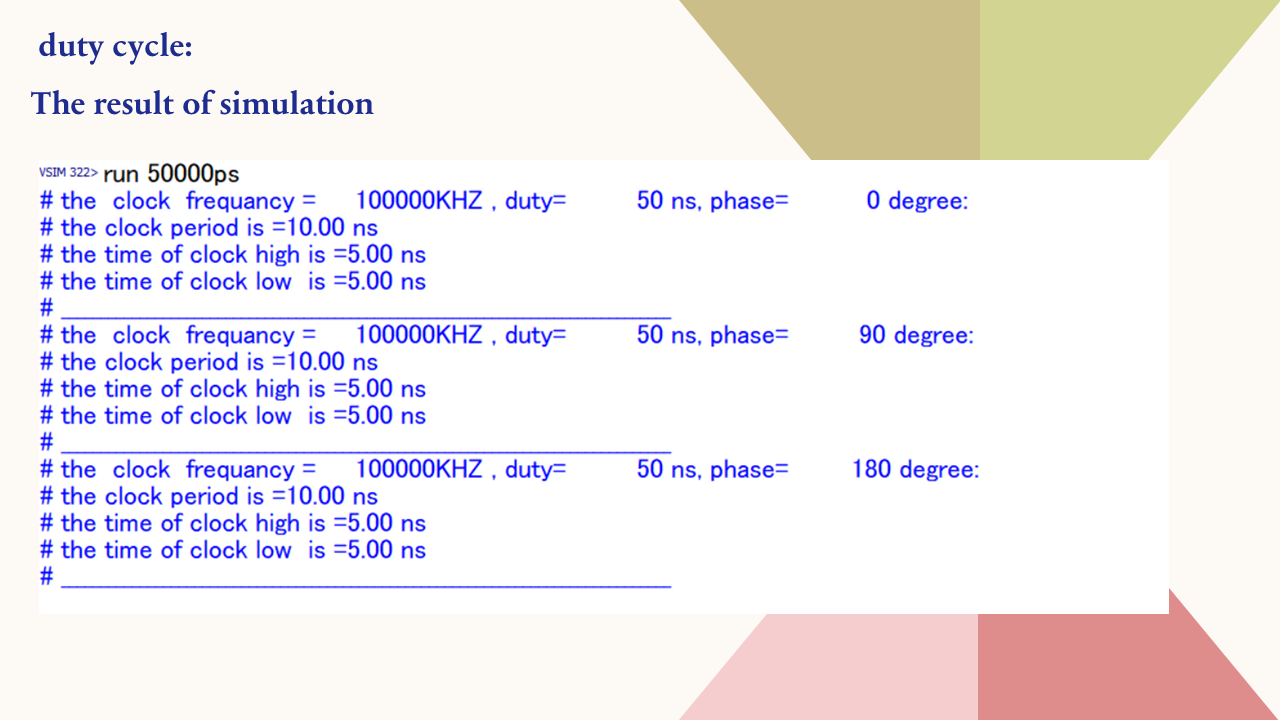 duty cycle:
The result of simulation
VSIM 322> run 50000ps
# the  clock  frequancy =     100000KHZ , duty=         50 ns, phase=          0 degree:
# the clock period is =10.00 ns
# the time of clock high is =5.00 ns
# the time of clock low  is =5.00 ns
# ______________________________________________________
# the  clock  frequancy =     100000KHZ , duty=         50 ns, phase=         90 degree:
# the clock period is =10.00 ns
# the time of clock high is =5.00 ns
# the time of clock low  is =5.00 ns
# ______________________________________________________
# the  clock  frequancy =     100000KHZ , duty=         50 ns, phase=        180 degree:
# the clock period is =10.00 ns
# the time of clock high is =5.00 ns
# the time of clock low  is =5.00 ns
# ______________________________________________________